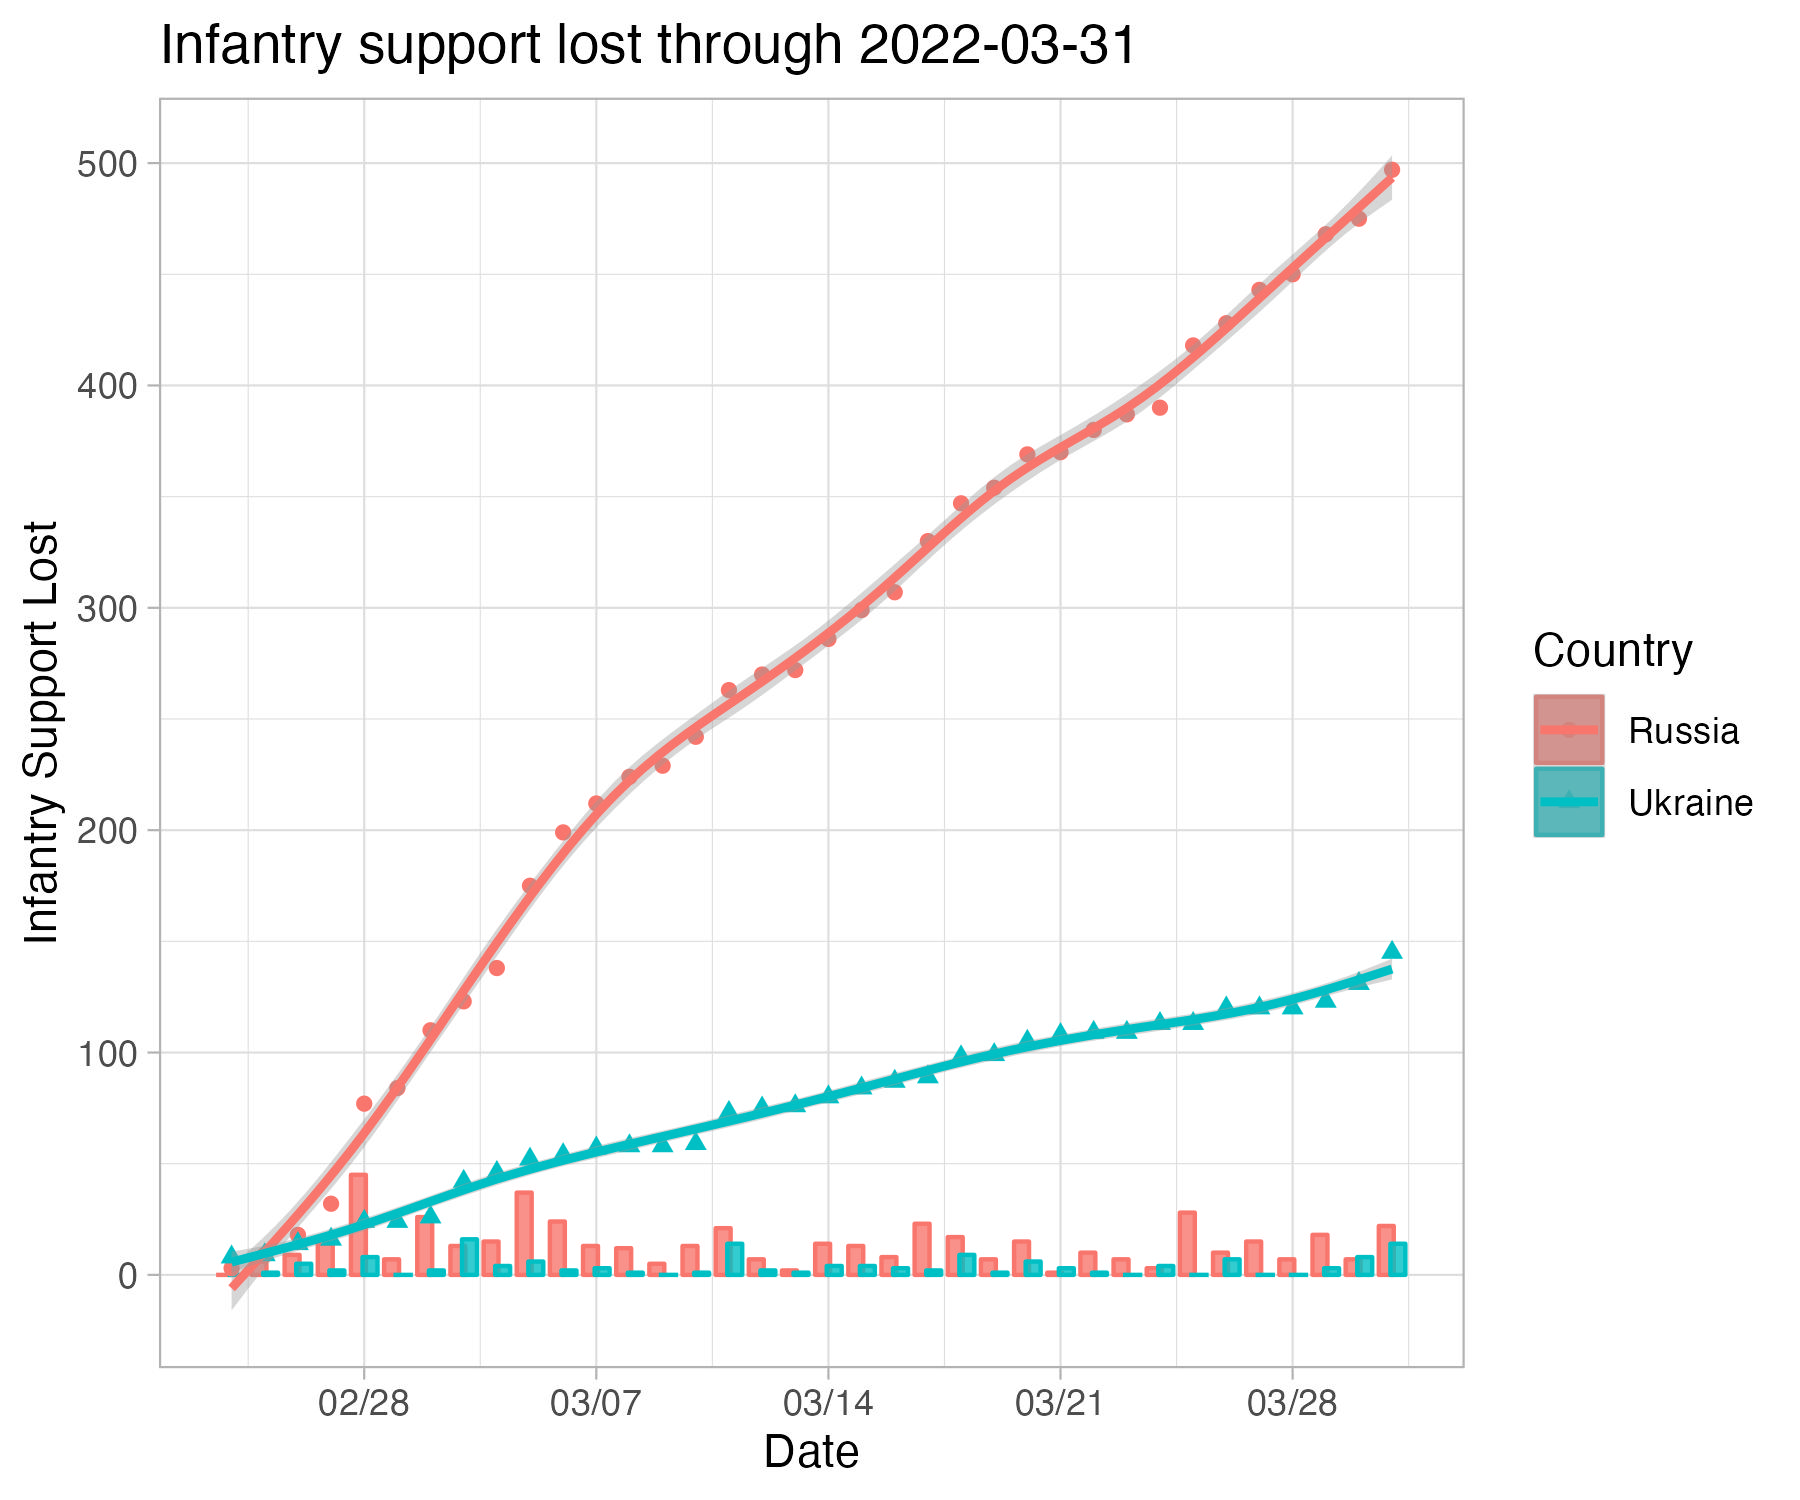 Infantry support lost through 2022-03-31
Infantry Support Lost
500
400
300
200
100
0
02/28 03/07 03/14 03/21 03/28
Date
Country
Russia
Ukraine